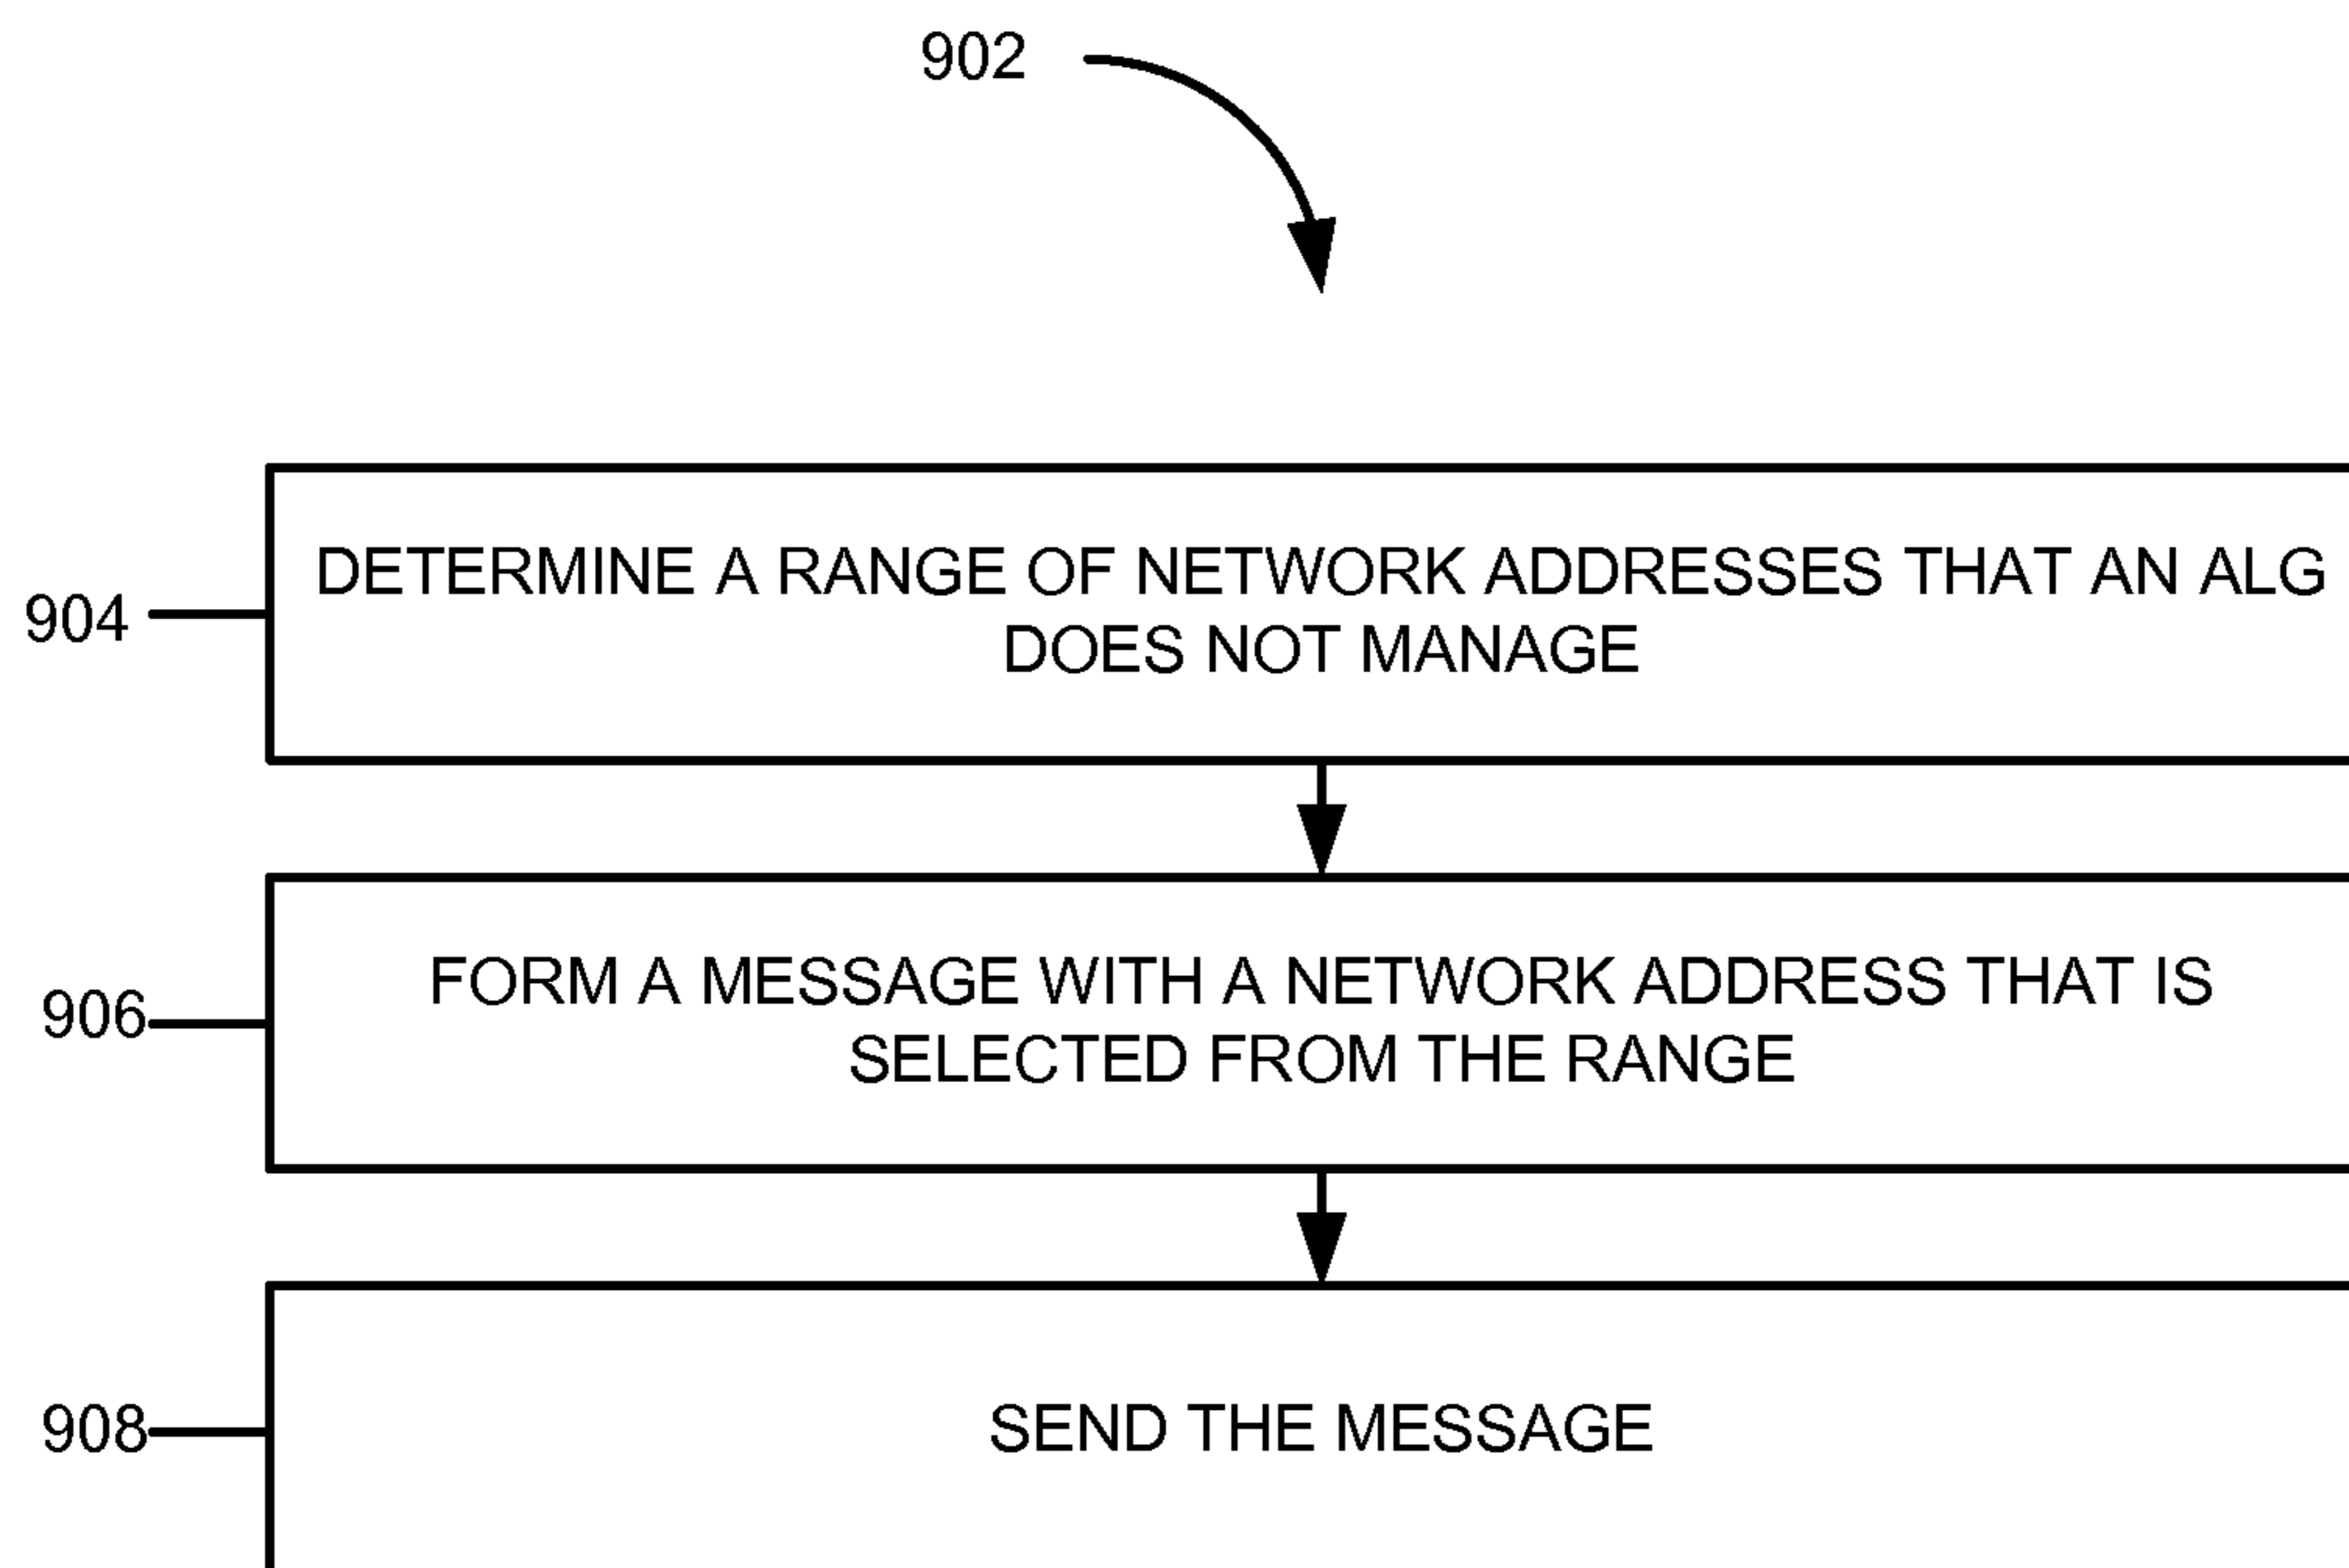 902
DETERMINE A RANGE OF NETWORK ADDRESSES THAT AN ALG
DOES NOT MANAGE
904
FORM A MESSAGE WITH A NETWORK ADDRESS THAT IS
SELECTED FROM THE RANGE
906
SEND THE MESSAGE
908